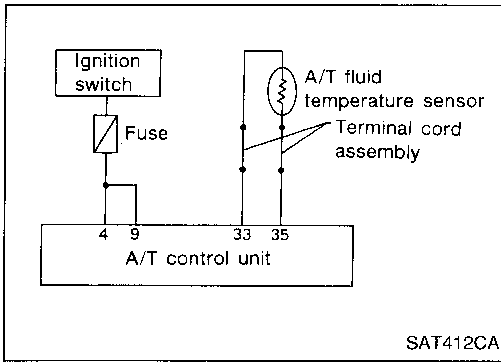 Ignition
switch
A/T fluid
temperature sensor
Fuse
Terminal cord
assembly
4 9 33 35
A/T control unit
SAT412CA